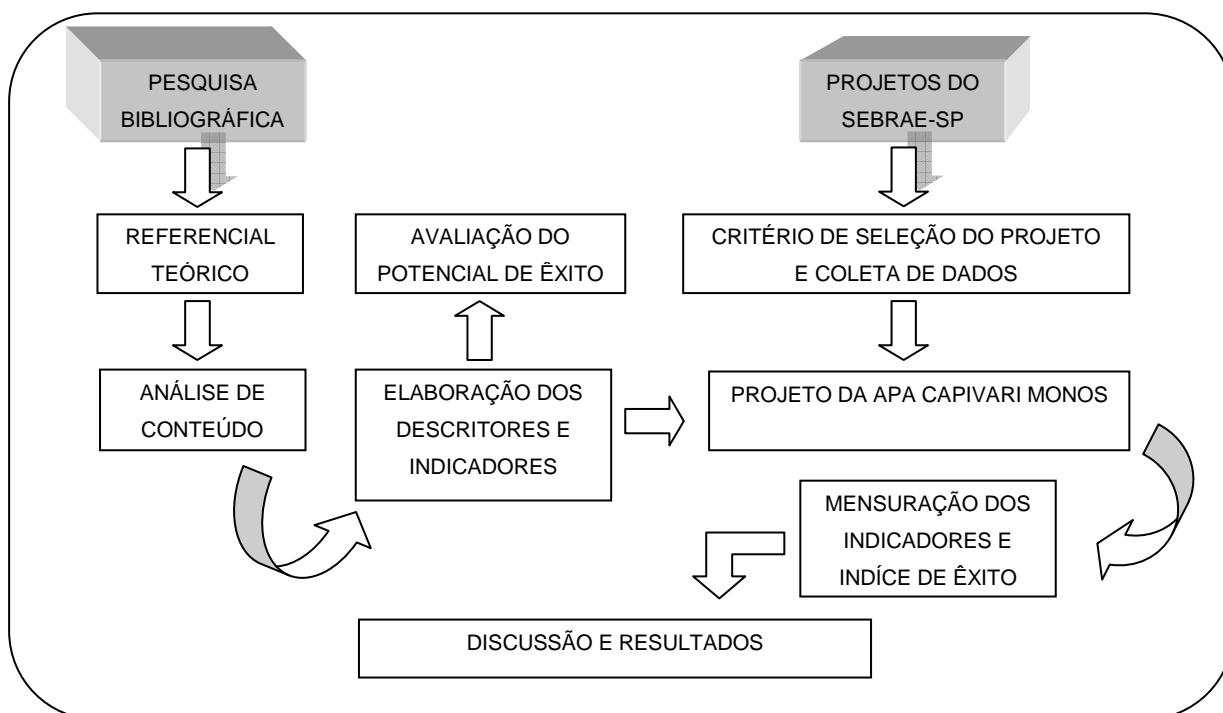 PESQUISA
BIBLIOGRÁFICA
PROJETOS DO
SEBRAE-SP
REFERENCIAL
TEÓRICO
AVALIAÇÃO DO
POTENCIAL DE ÊXITO
CRITÉRIO DE SELEÇÃO DO PROJETO
E COLETA DE DADOS
ANÁLISE DE
CONTEÚDO
ELABORAÇÃO DOS
DESCRITORES E
INDICADORES
PROJETO DA APA CAPIVARI MONOS
MENSURAÇÃO DOS
INDICADORES E
INDÍCE DE ÊXITO
DISCUSSÃO E RESULTADOS